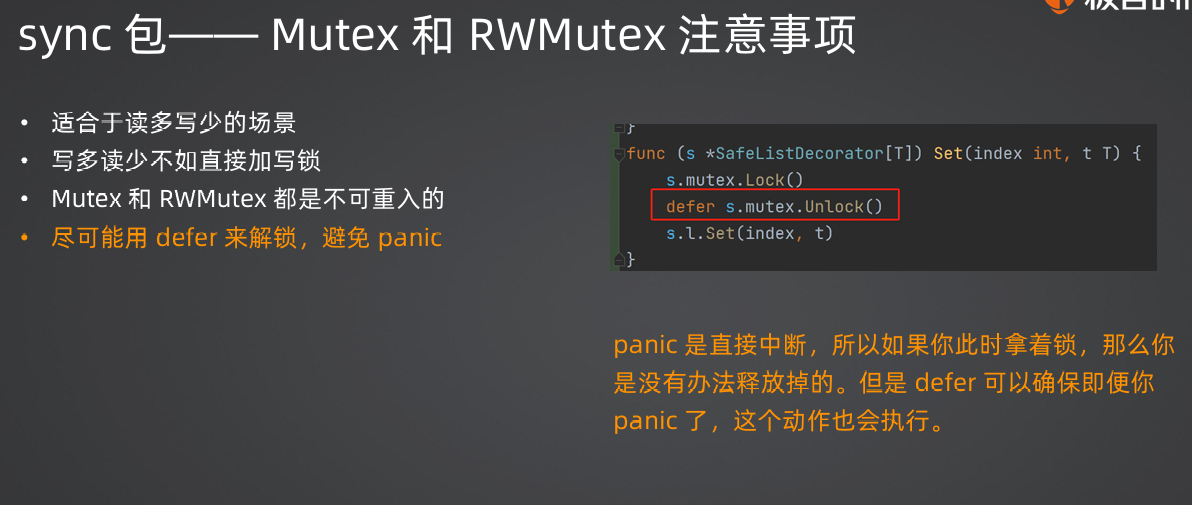 sync 包—— Mutex 和 RWMutex 注意事项
• 适合于读多写少的场景
• 写多读少不如直接加写锁
• Mutex 和 RWMutex 都是不可重入的
• 尽可能用 defer 来解锁，避免 panic
}
func (s *SafeListDecorator[T]) Set(index int, t T) {
s.mutex.Lock()
defer s.mutex.Unlock()
s.l.Set(index, t)
}
panic 是直接中断，所以如果你此时拿着锁，那么你
是没有办法释放掉的。但是 defer 可以确保即便你
panic 了，这个动作也会执行。